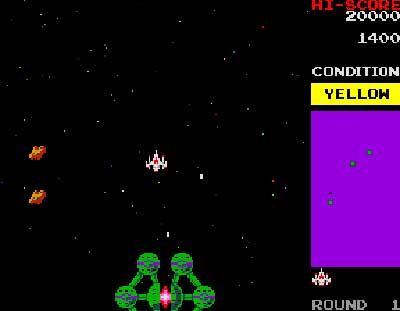 HI-SCORE
20000
1400
CONDITION
YELLOW
ROUND 1